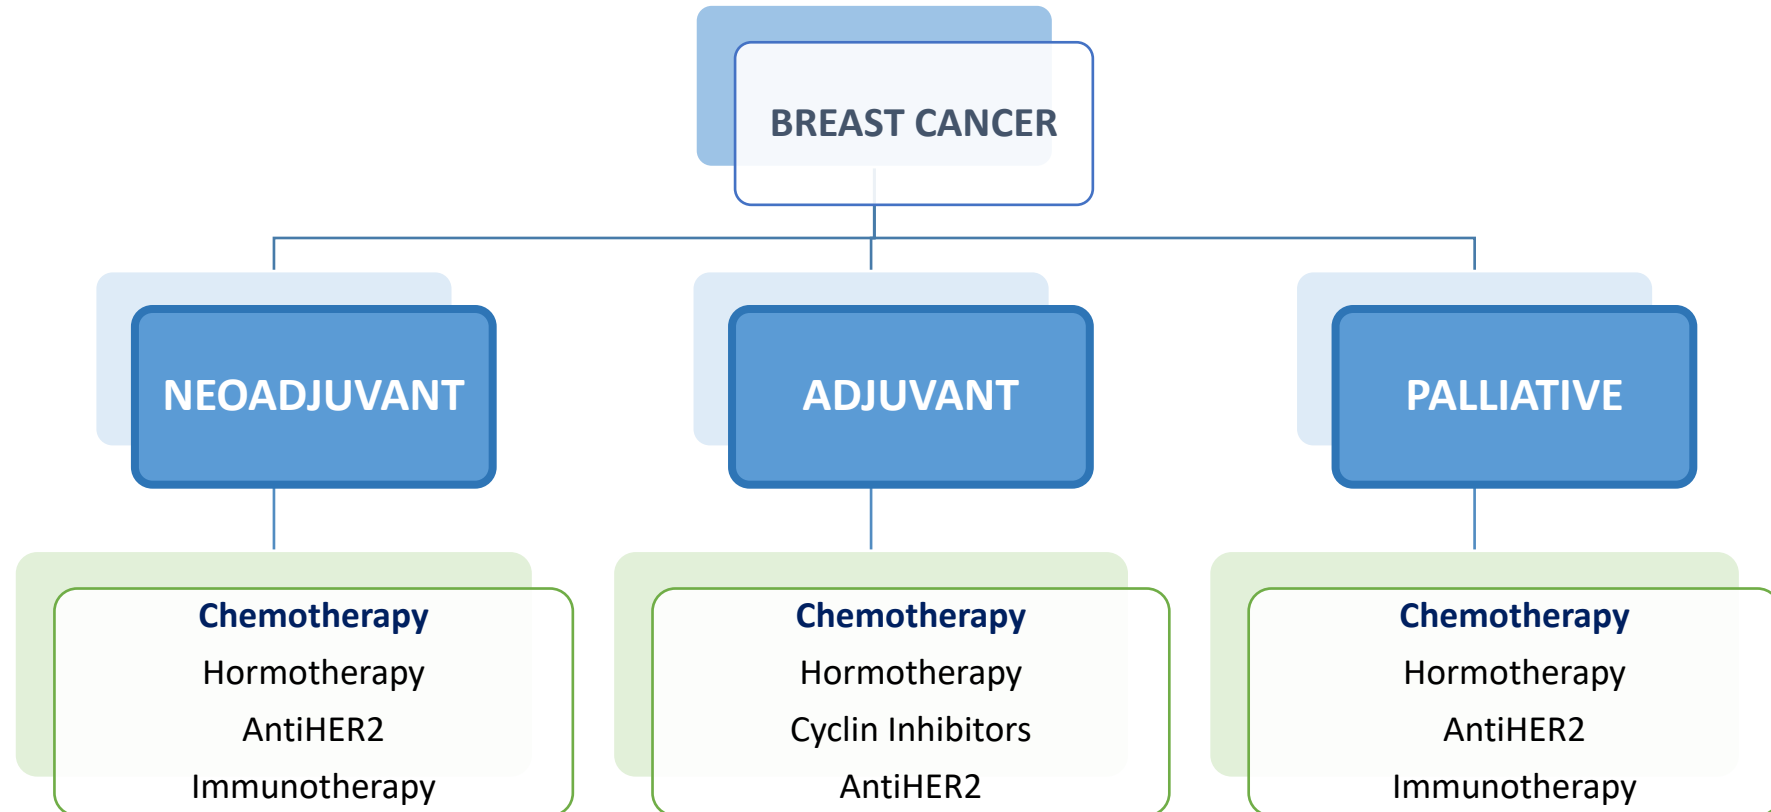 BREAST CANCER
NEOADJUVANT
ADJUVANT
PALLIATIVE
Chemotherapy
Hormotherapy
AntiHER2
Immunotherapy
Chemotherapy
Hormotherapy
Cyclin Inhibitors
AntiHER2
Chemotherapy
Hormotherapy
AntiHER2
Immunotherapy